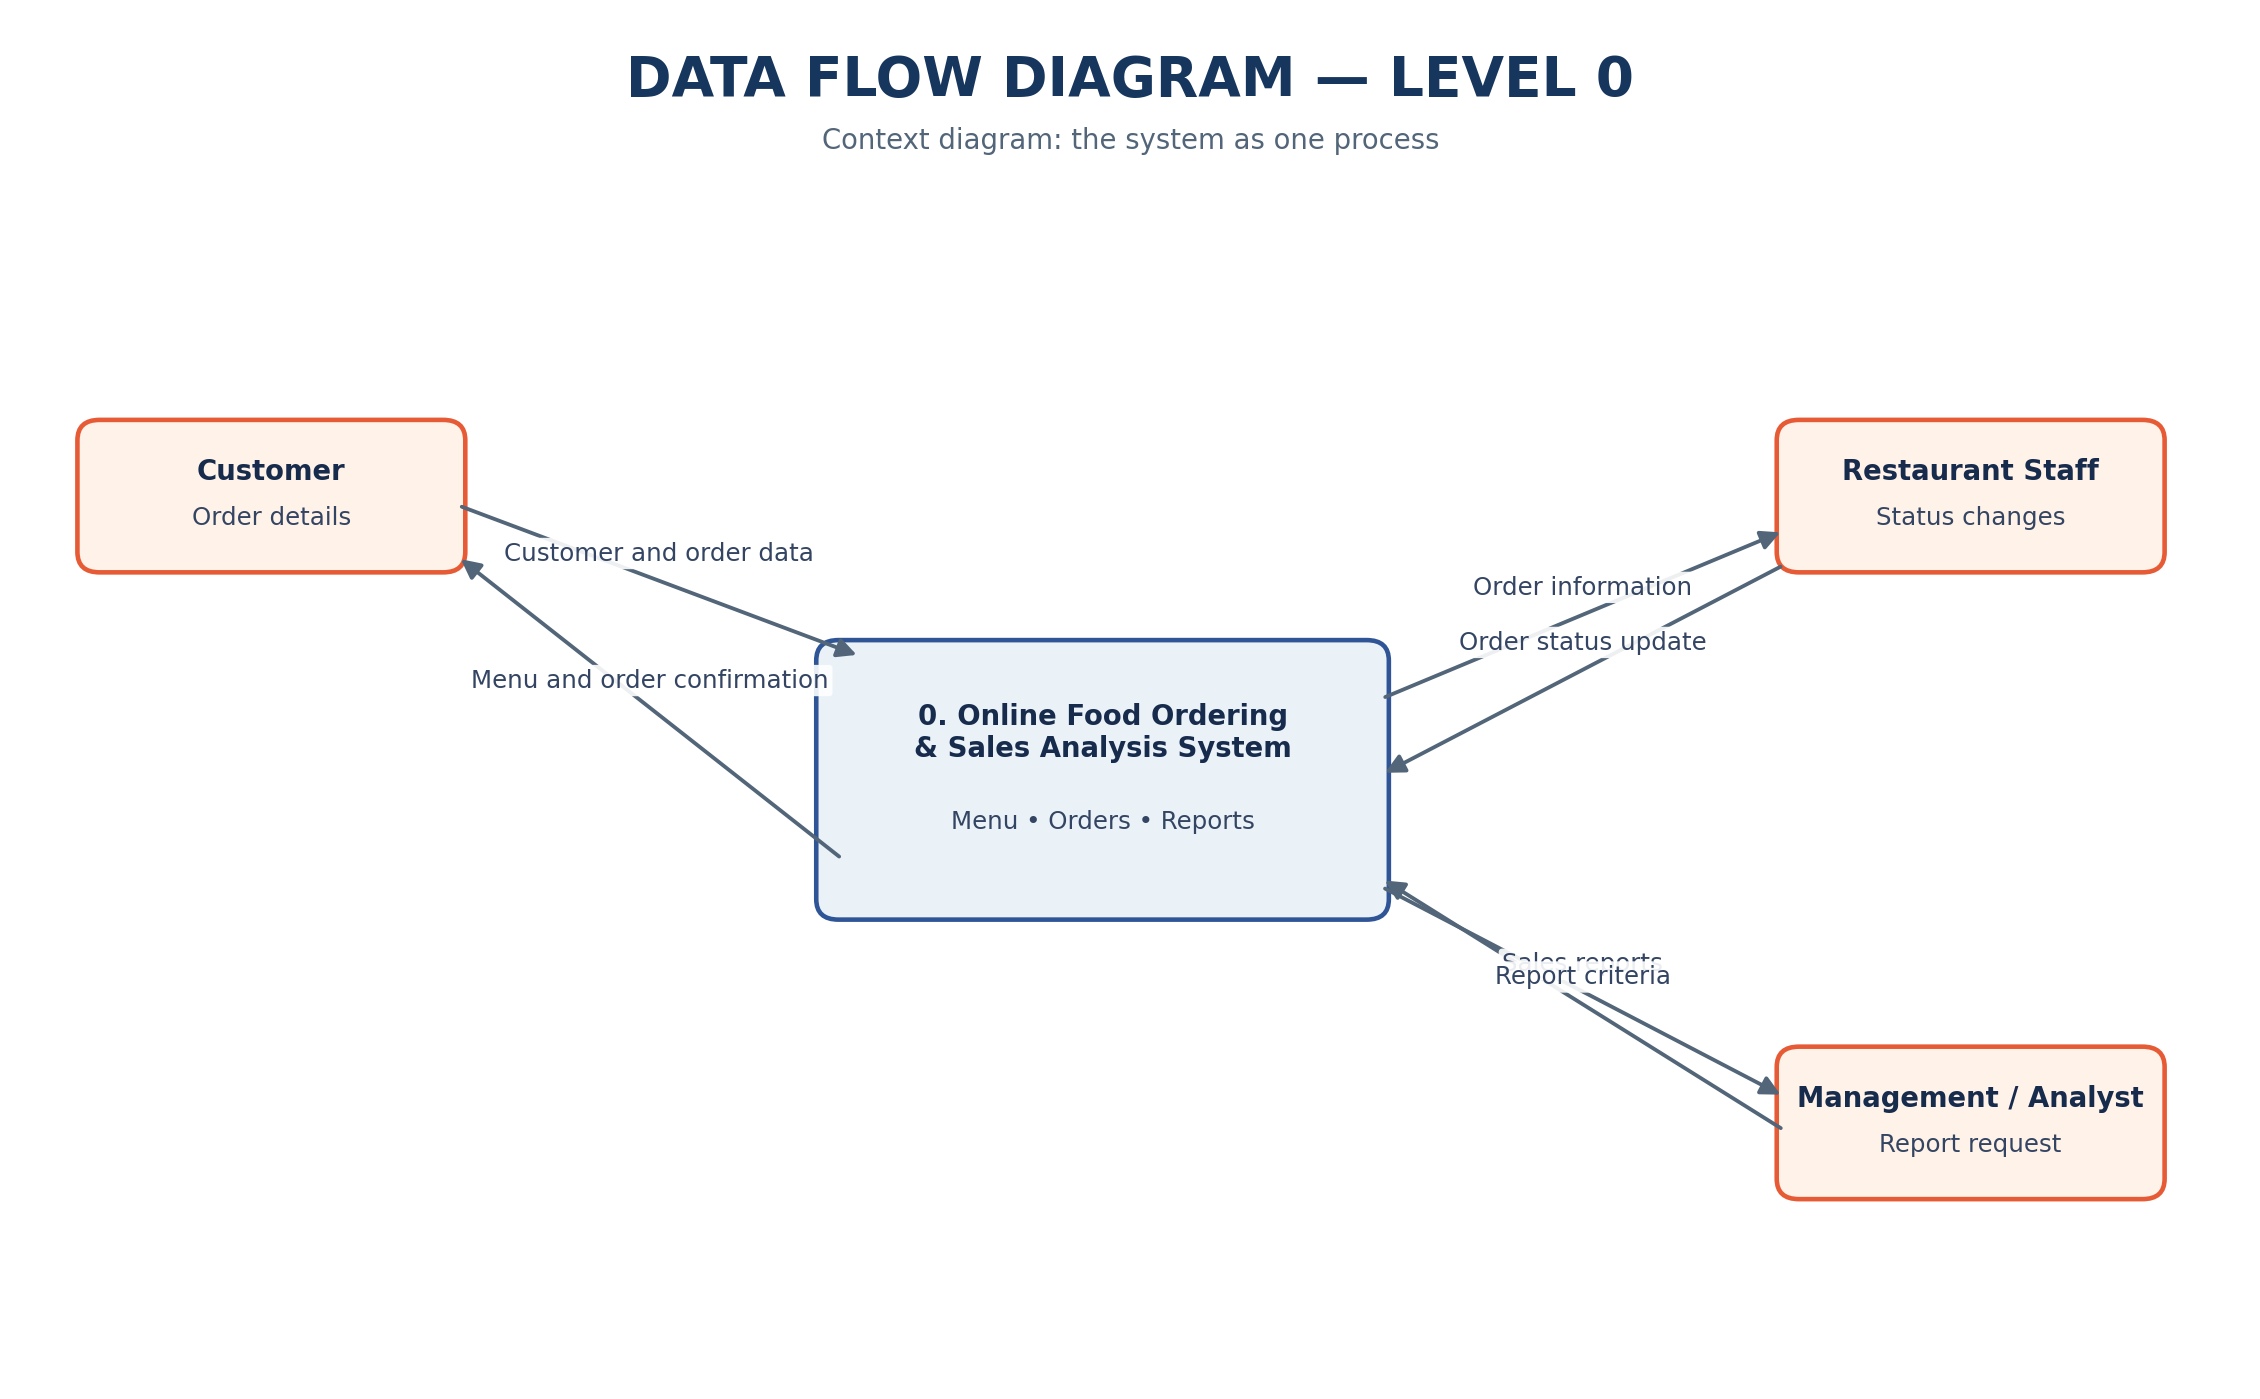 DATA FLOW DIAGRAM — LEVEL 0
Context diagram: the system as one process
Customer
Order details
Restaurant Staff
Status changes
Customer and order data
Order information
Order status update
Menu and order confirmation
0. Online Food Ordering
& Sales Analysis System
Menu • Orders • Reports
Sales reports
Report criteria
Management / Analyst
Report request